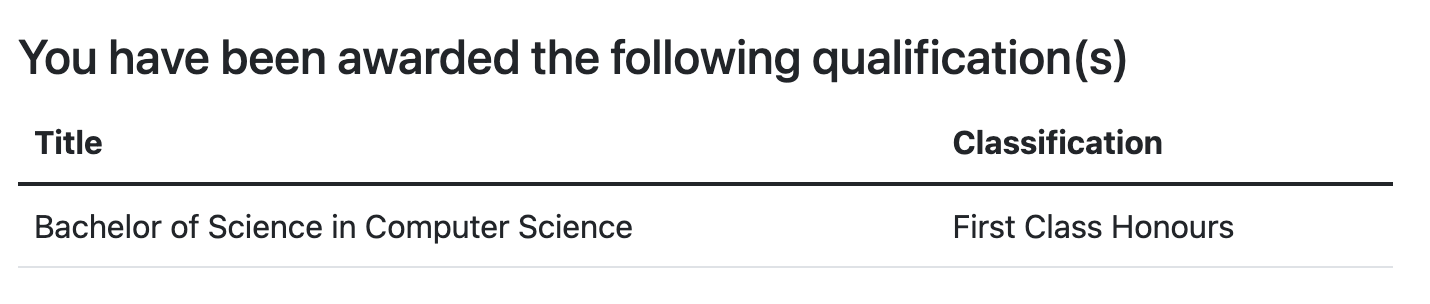 You have been awarded the following qualification(s)
Title Classification
Bachelor of Science in Computer Science First Class Honours